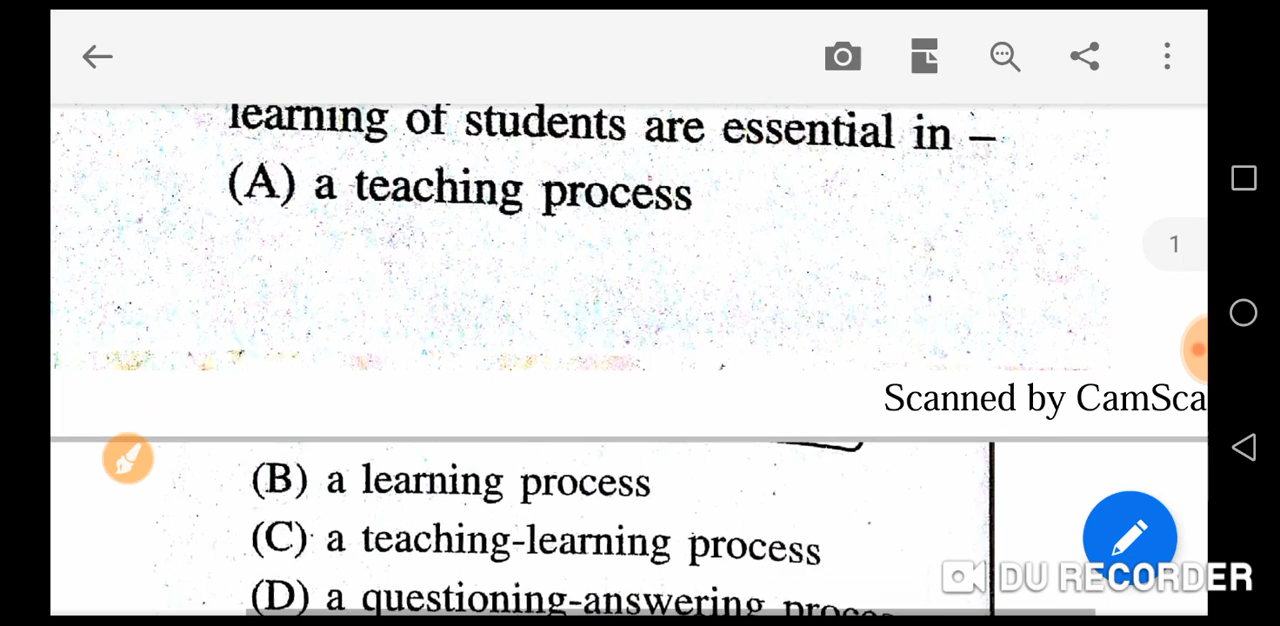 learning of students are essential in –
(A) a teaching process
1
Scanned by CamSca
(B) a learning process
(C) a teaching-learning process
(D) a questioning-answering
DU RECORDER